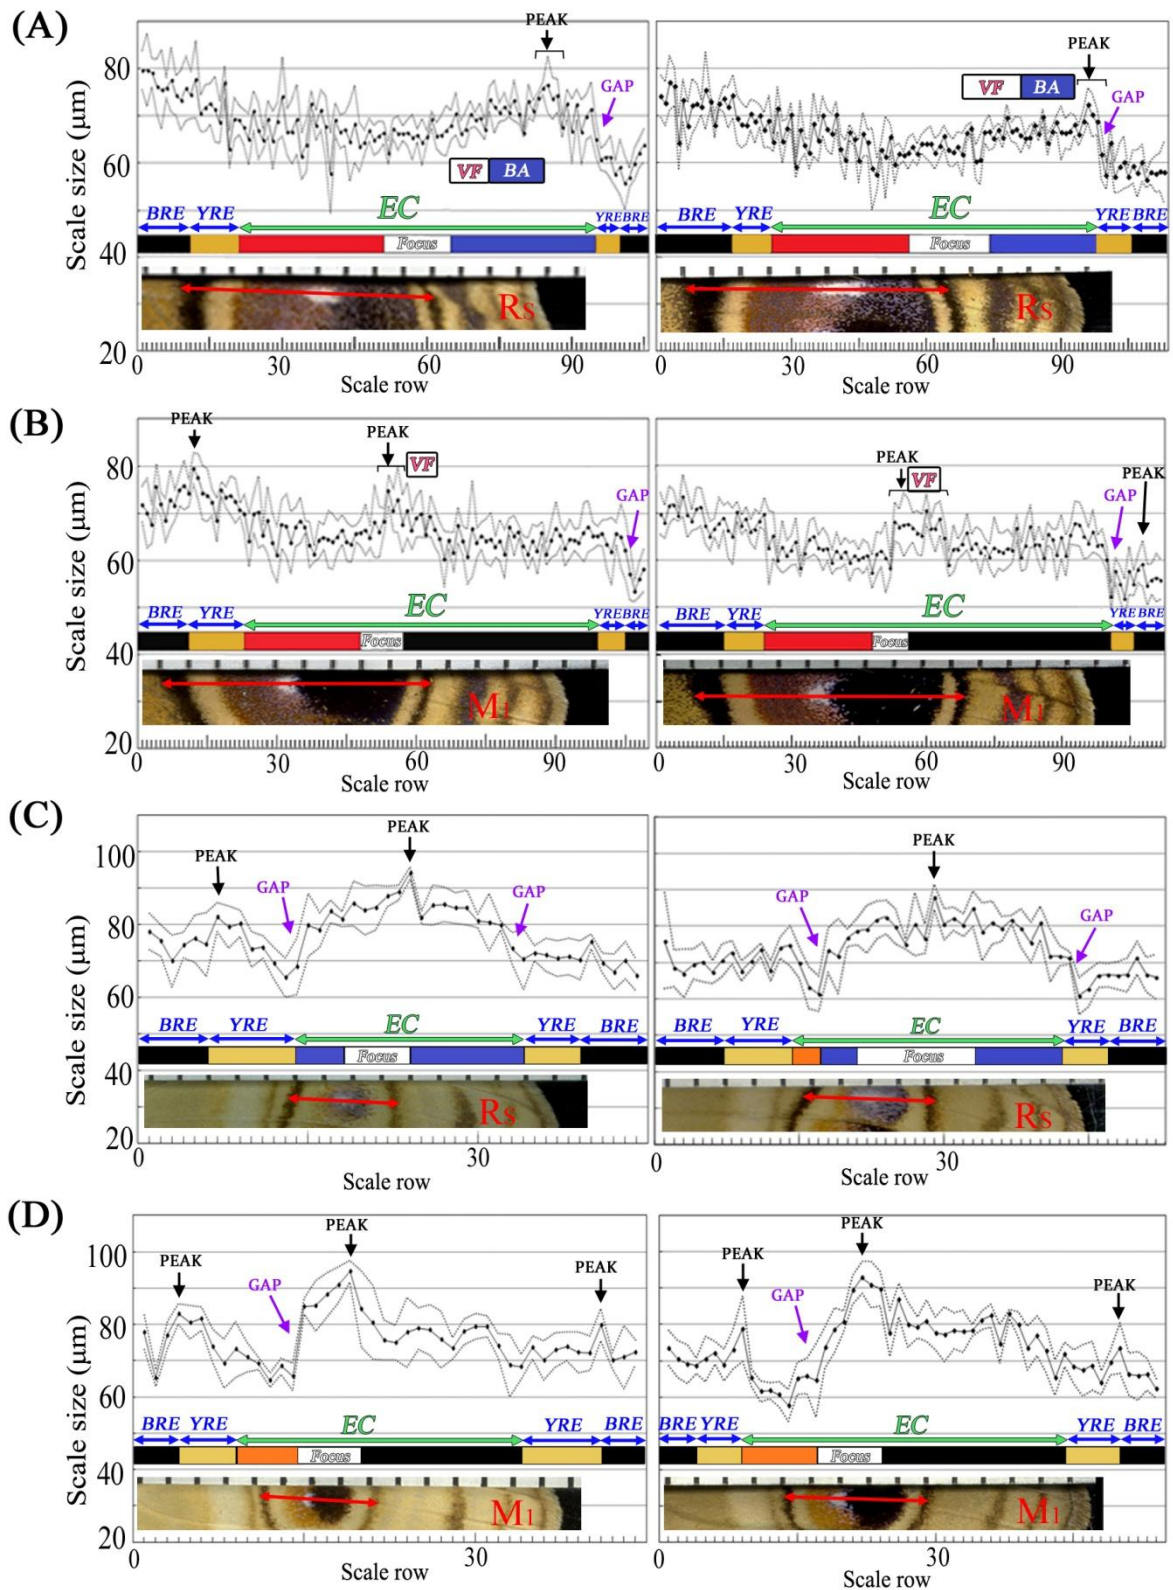 (A)
PEAK
PEAK
80
GAP
VF BA
GAP
60
VF BA
Scale size (µm)
BRE YRE EC YRE BRE
BRE YRE EC YRE BRE
Focus
Focus
40
Rs
Rs
20
0 30 60 90
0 30 60 90
Scale row
Scale row
(B)
PEAK
PEAK
VF
PEAK
VF
PEAK
80
GAP
GAP
60
Scale size (µm)
BRE YRE EC YRE BRE
BRE YRE EC YRE BRE
Focus
Focus
40
M1
M1
20
0 30 60 90
0 30 60 90
Scale row
Scale row
(C)
PEAK
PEAK
PEAK
100
GAP
GAP
GAP
GAP
80
60
Scale size (µm)
BRE YRE EC YRE BRE
BRE YRE EC YRE BRE
Focus
Focus
40
Rs
Rs
20
0 30
0 30
Scale row
Scale row
(D)
PEAK
PEAK
PEAK
PEAK
PEAK
PEAK
100
GAP
GAP
80
60
Scale size (µm)
BRE YRE EC YRE BRE
BRE YRE EC YRE BRE
Focus
Focus
40
M1
M1
20
0 30
0 30
Scale row
Scale row